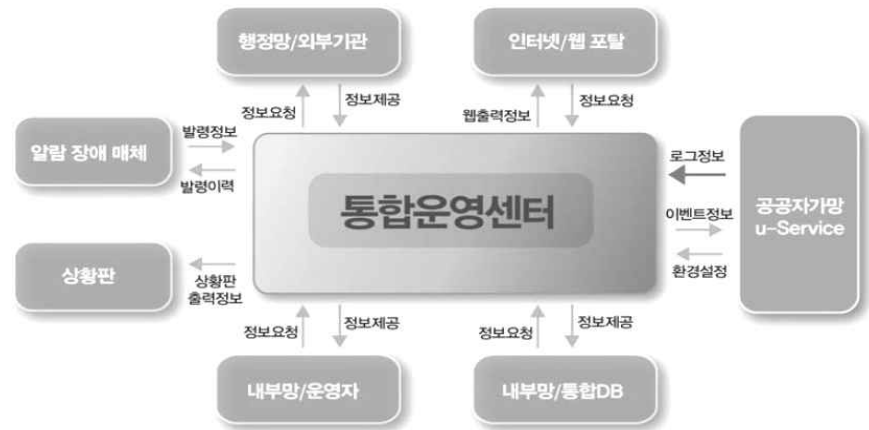 행정망/외부기관
인터넷/웹 포탈
정보요청
정보제공
웹출력정보
정보요청
알람 장애 매체
발령정보
발령이력
통합운영센터
로그정보
이벤트정보
환경설정
공공자가망
u-Service
상황판
상황판
출력정보
정보요청
정보제공
정보요청
정보제공
내부망/운영자
내부망/통합DB